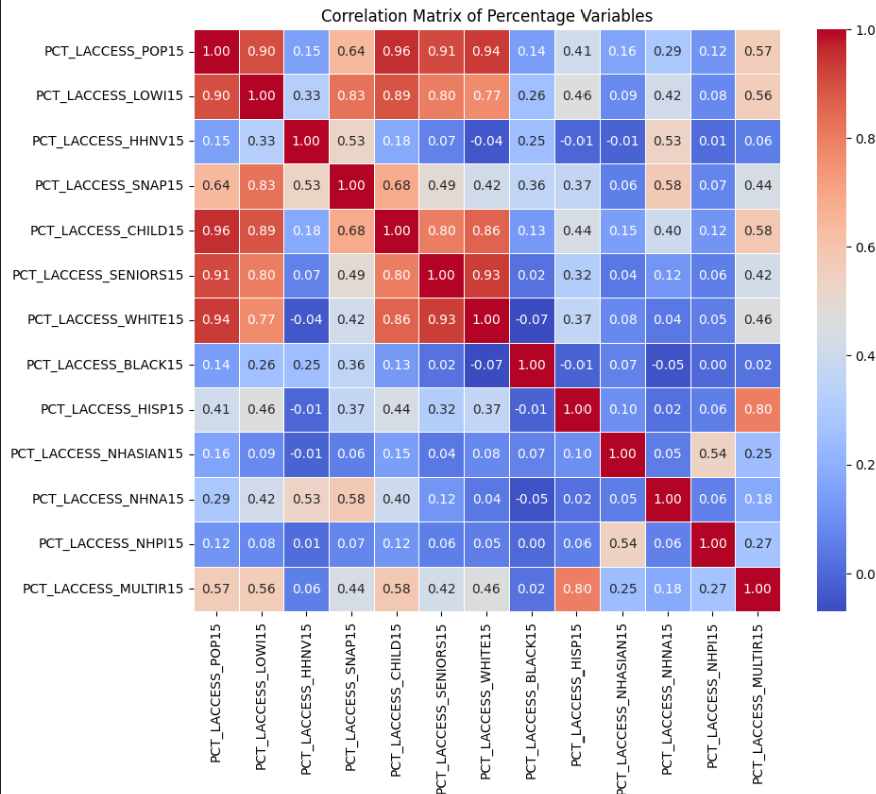 Correlation Matrix of Percentage Variables
PCT_LACCESS_POP15 1.00 0.90 0.15 0.64 0.96 0.91 0.94 0.14 0.41 0.16 0.29 0.12 0.57
PCT_LACCESS_LOWI15 0.90 1.00 0.33 0.83 0.89 0.80 0.77 0.26 0.46 0.09 0.42 0.08 0.56
PCT_LACCESS_HHNV15 0.15 0.33 1.00 0.53 0.18 0.07 -0.04 0.25 -0.01 -0.01 0.53 0.01 0.06
PCT_LACCESS_SNAP15 0.64 0.83 0.53 1.00 0.68 0.49 0.42 0.36 0.37 0.06 0.58 0.07 0.44
PCT_LACCESS_CHILD15 0.96 0.89 0.18 0.68 1.00 0.80 0.86 0.13 0.44 0.15 0.40 0.12 0.58
PCT_LACCESS_SENIORS15 0.91 0.80 0.07 0.49 0.80 1.00 0.93 0.02 0.32 0.04 0.12 0.06 0.42
PCT_LACCESS_WHITE15 0.94 0.77 -0.04 0.42 0.86 0.93 1.00 -0.07 0.37 0.08 0.04 0.05 0.46
PCT_LACCESS_BLACK15 0.14 0.26 0.25 0.36 0.13 0.02 -0.07 1.00 -0.01 0.07 -0.05 0.00 0.02
PCT_LACCESS_HISP15 0.41 0.46 -0.01 0.37 0.44 0.32 0.37 -0.01 1.00 0.10 0.02 0.06 0.80
PCT_LACCESS_NHASIAN15 0.16 0.09 -0.01 0.06 0.15 0.04 0.08 0.07 0.10 1.00 0.05 0.54 0.25
PCT_LACCESS_NHNA15 0.29 0.42 0.53 0.58 0.40 0.12 0.04 -0.05 0.02 0.05 1.00 0.06 0.18
PCT_LACCESS_NHPI15 0.12 0.08 0.01 0.07 0.12 0.06 0.05 0.00 0.06 0.54 0.06 1.00 0.27
PCT_LACCESS_MULTIR15 0.57 0.56 0.06 0.44 0.58 0.42 0.46 0.02 0.80 0.25 0.18 0.27 1.00
PCT_LACCESS_POP15
PCT_LACCESS_LOWI15
PCT_LACCESS_HHNV15
PCT_LACCESS_SNAP15
PCT_LACCESS_CHILD15
PCT_LACCESS_SENIORS15
PCT_LACCESS_WHITE15
PCT_LACCESS_BLACK15
PCT_LACCESS_HISP15
PCT_LACCESS_NHASIAN15
PCT_LACCESS_NHNA15
PCT_LACCESS_NHPI15
PCT_LACCESS_MULTIR15
1.0
0.8
0.6
0.4
0.2
0.0